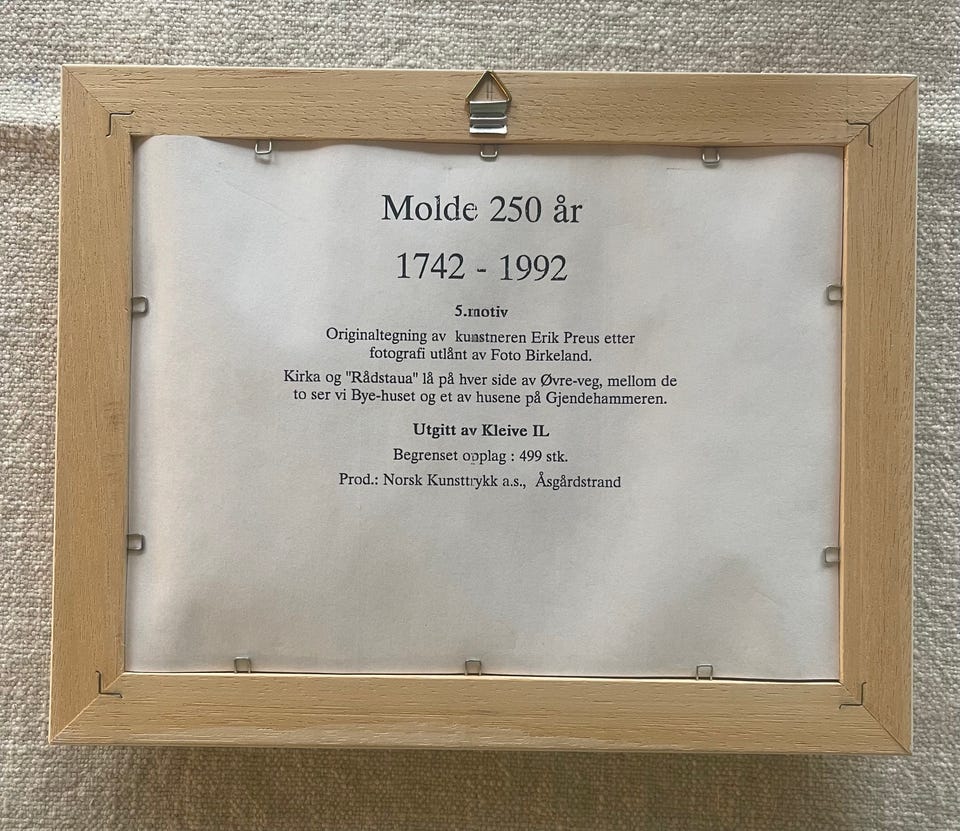 Molde 250 år
1742 - 1992
5.motiv
Originaltegning av kunstneren Erik Preus etter
fotografi utlånt av Foto Birkeland.
Kirka og "Rådstaua" lå på hver side av Øvre-veg, mellom de
to ser vi Bye-huset og et av husene på Gjendehammeren.
Utgitt av Kleive IL
Begrenset opplag : 499 stk.
Prod.: Norsk Kunsttrykk a.s., Åsgårdstrand